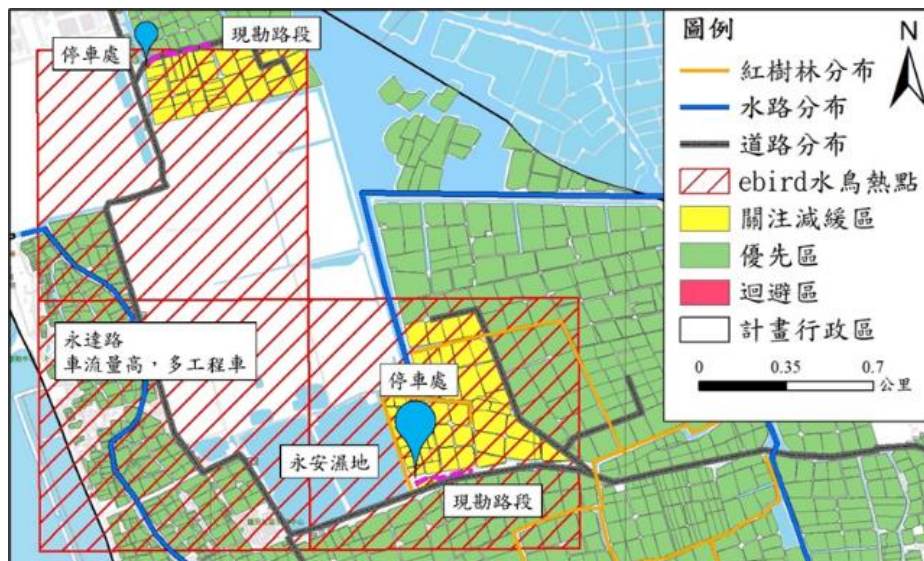 停車處
現勘路段
永達路
車流量高，多工程車
停車處
永安濕地
現勘路段
圖例
N
紅樹林分布
水路分布
道路分布
ebird水鳥熱點
關注減緩區
優先區
迴避區
計畫行政區
0 0.35 0.7
公里